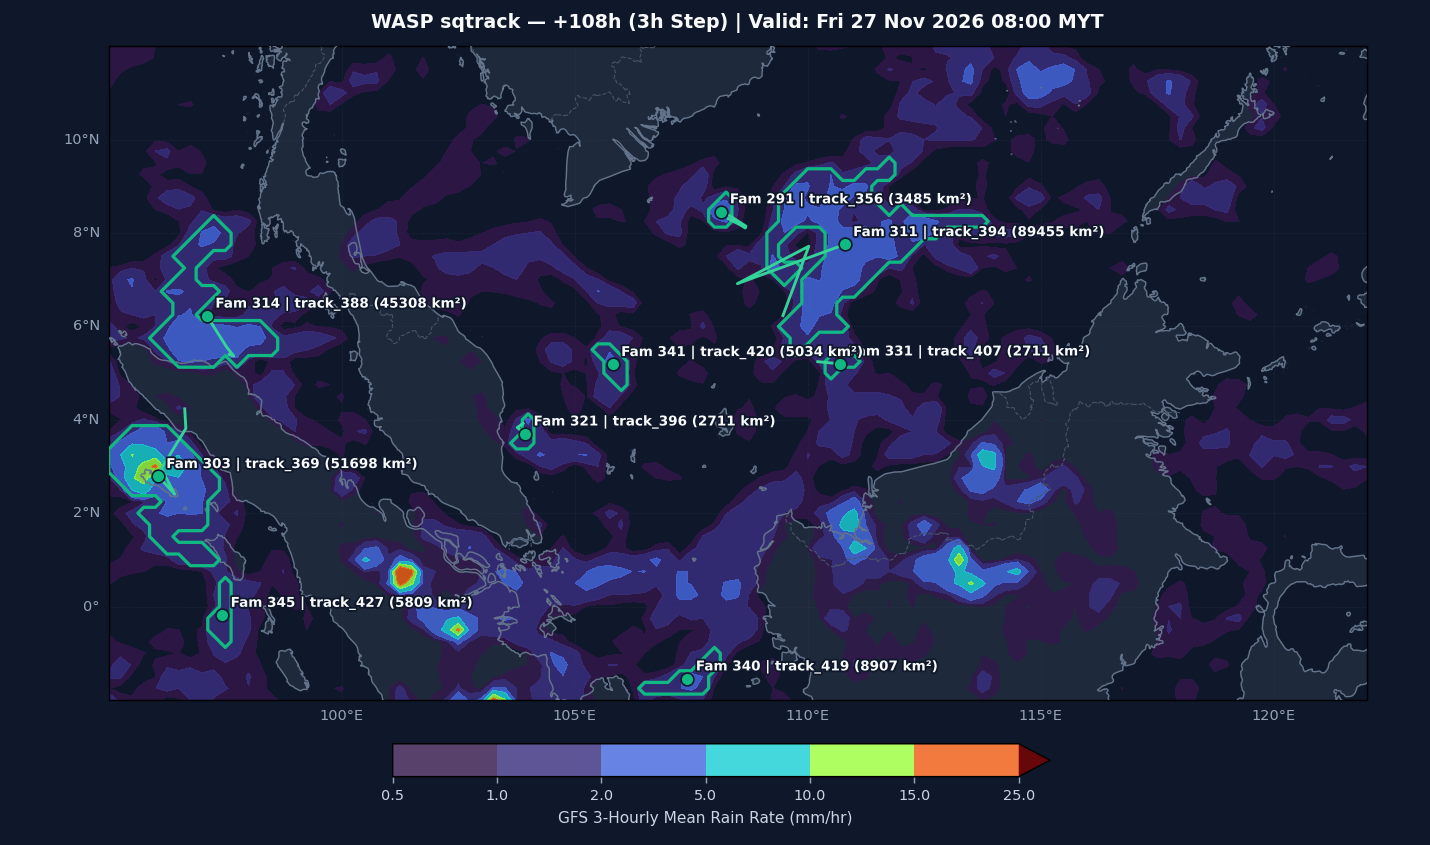 WASP sqtrack — +108h (3h Step) | Valid: Fri 27 Nov 2026 08:00 MYT
10°N
8°N
6°N
4°N
2°N
0°
Fam 291 | track_356 (3485 km²)
Fam 311 | track_394 (89455 km²)
Fam 314 | track_388 (45308 km²)
Fam 341 | track_420 (5034 km²)
m 331 | track_407 (2711 km²)
Fam 321 | track_396 (2711 km²)
Fam 303 | track_369 (51698 km²)
Fam 345 | track_427 (5809 km²)
Fam 340 | track_419 (8907 km²)
100°E 105°E 110°E 115°E 120°E
0.5 1.0 2.0 5.0 10.0 15.0 25.0
GFS 3-Hourly Mean Rain Rate (mm/hr)